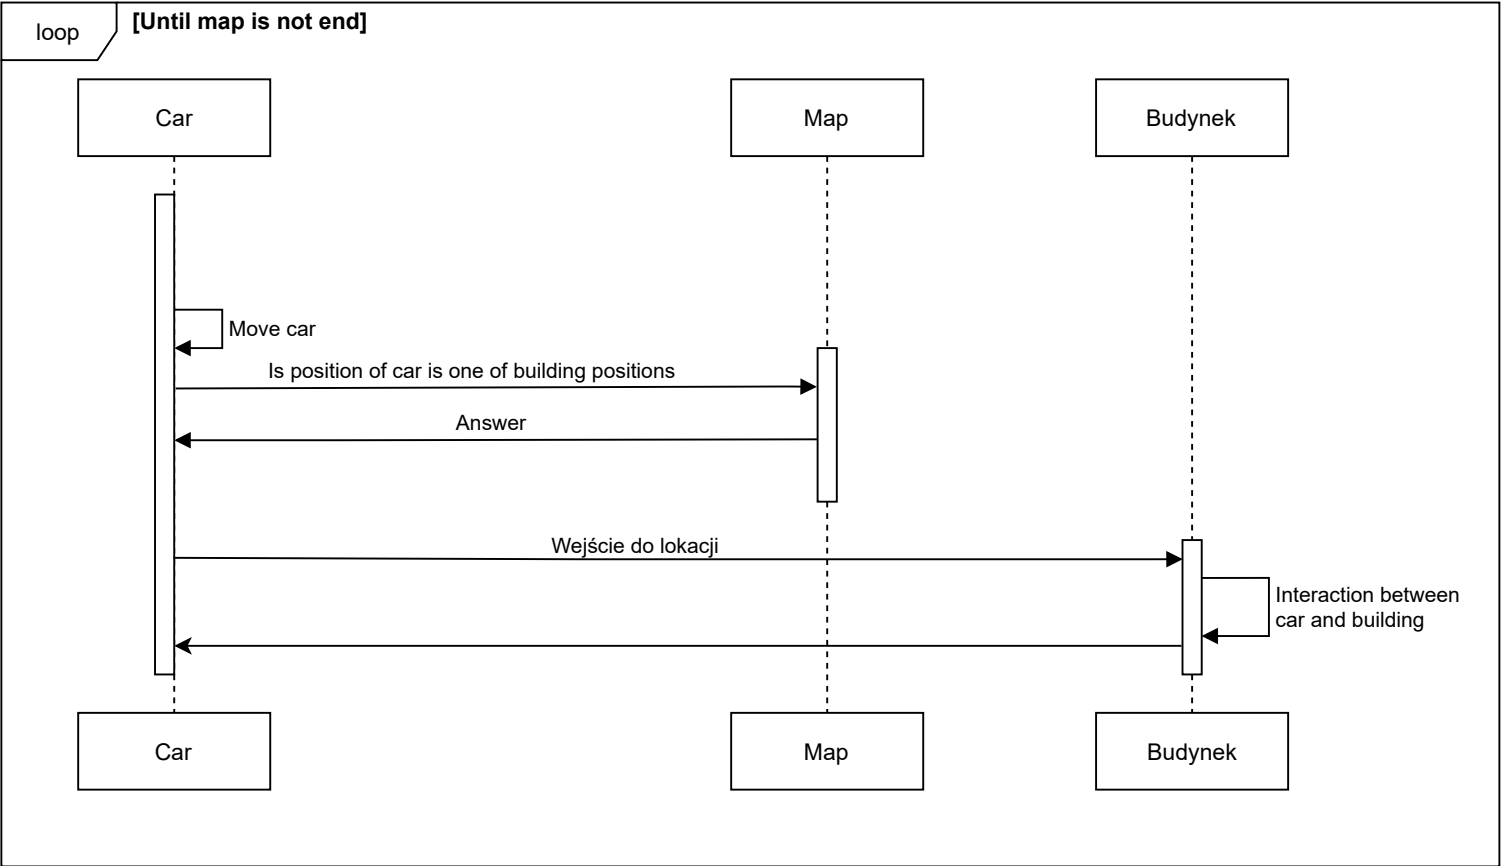 loop
[Until map is not end]
Car
Map
Budynek
Move car
Is position of car is one of building positions
Answer
Wejście do lokacji
Interaction between
car and building
Car
Map
Budynek